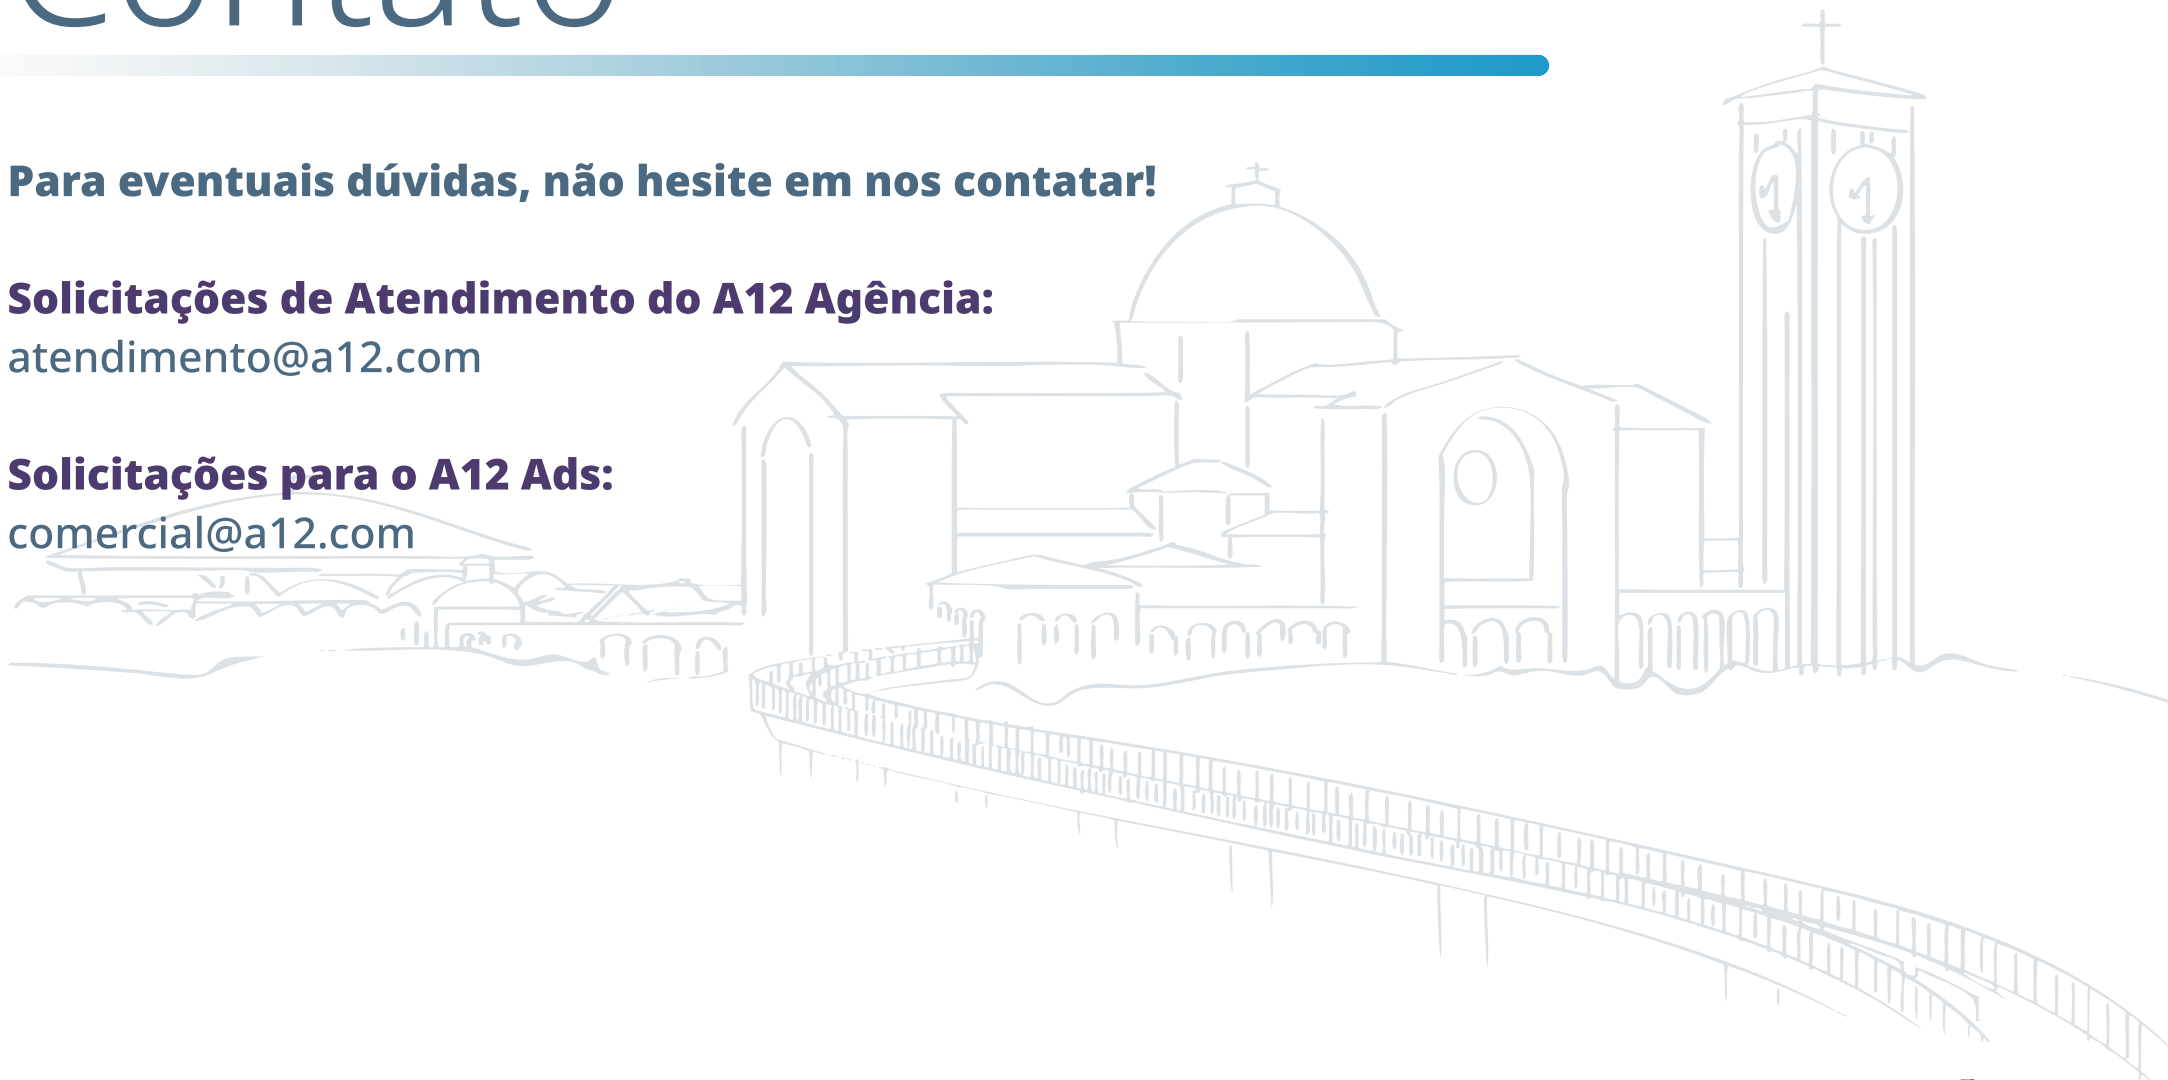 Contato
Para eventuais dúvidas, não hesite em nos contatar!
Solicitações de Atendimento do A12 Agência:
atendimento@a12.com
Solicitações para o A12 Ads:
comercial@a12.com